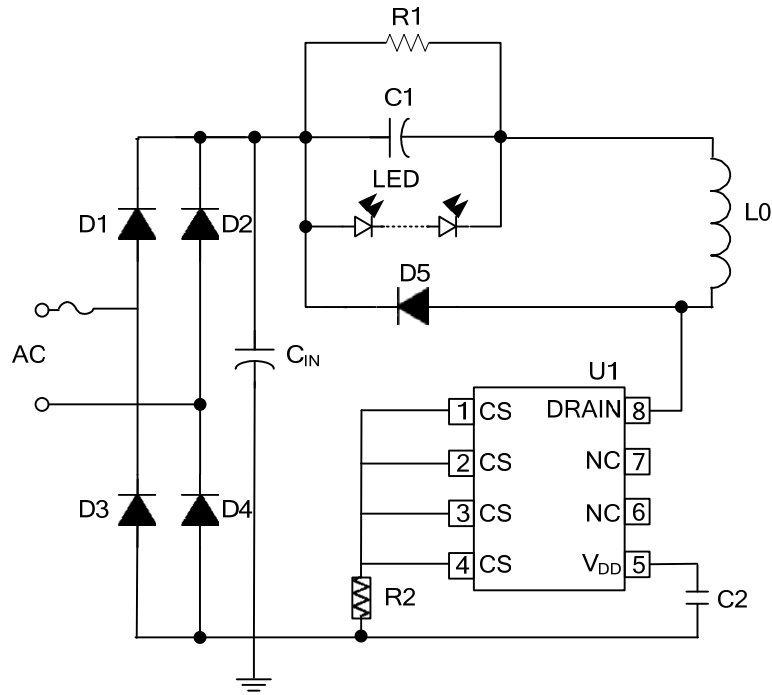 R1
C1
LED
D1
D2
L0
D5
AC
CIN
U1
1 CS
DRAIN 8
2 CS
NC 7
3 CS
NC 6
4 CS
VDD 5
D3
D4
R2
C2